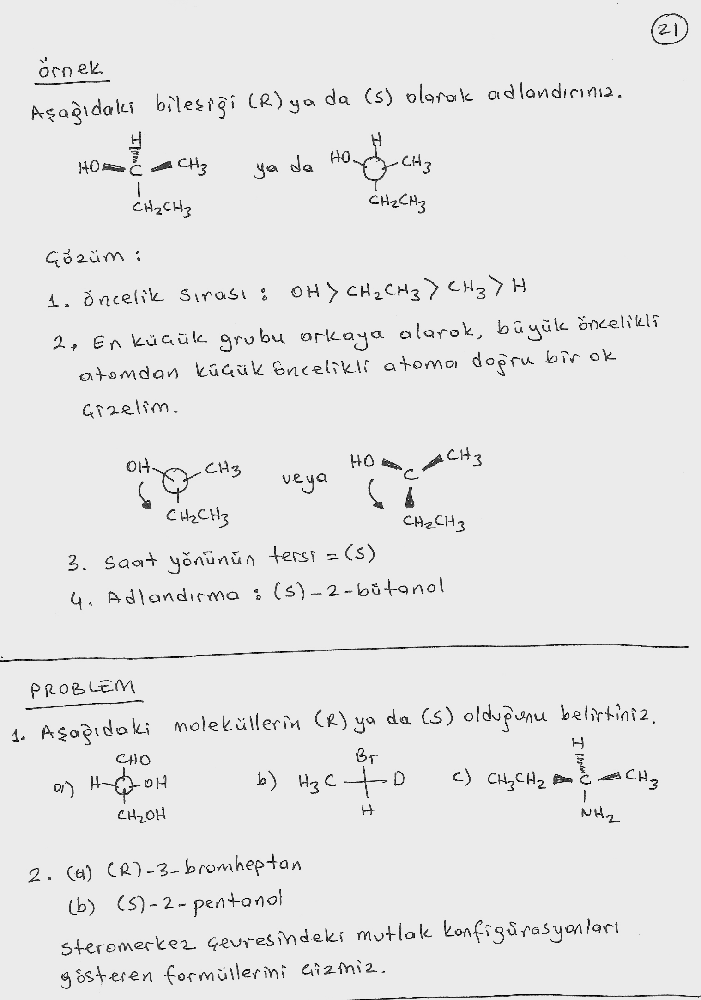 21
örnek
Aşağıdaki bileşiği (R) ya da (S) olarak adlandırınız.
H H
HO C CH3 ya da HO CH3
CH2CH3 CH2CH3
Çözüm :
1. öncelik sırası : OH > CH2CH3 > CH3 > H
2. En küçük grubu arkaya alarak, büyük öncelikli
atomdan küçük öncelikli atoma doğru bir ok
çizelim.
OH CH3 veya HO C CH3
CH2CH3 CH2CH3
3. Saat yönünün tersi = (S)
4. Adlandırma : (S)-2-bütanol
PROBLEM
1. Aşağıdaki moleküllerin (R) ya da (S) olduğunu belirtiniz.
CHO Br H
a) H OH b) H3C D c) CH3CH2 C CH3
CH2OH H NH2
2. (a) (R)-3-bromheptan
(b) (S)-2-pentanol
steromerkez çevresindeki mutlak konfigürasyonları
gösteren formüllerini çiziniz.